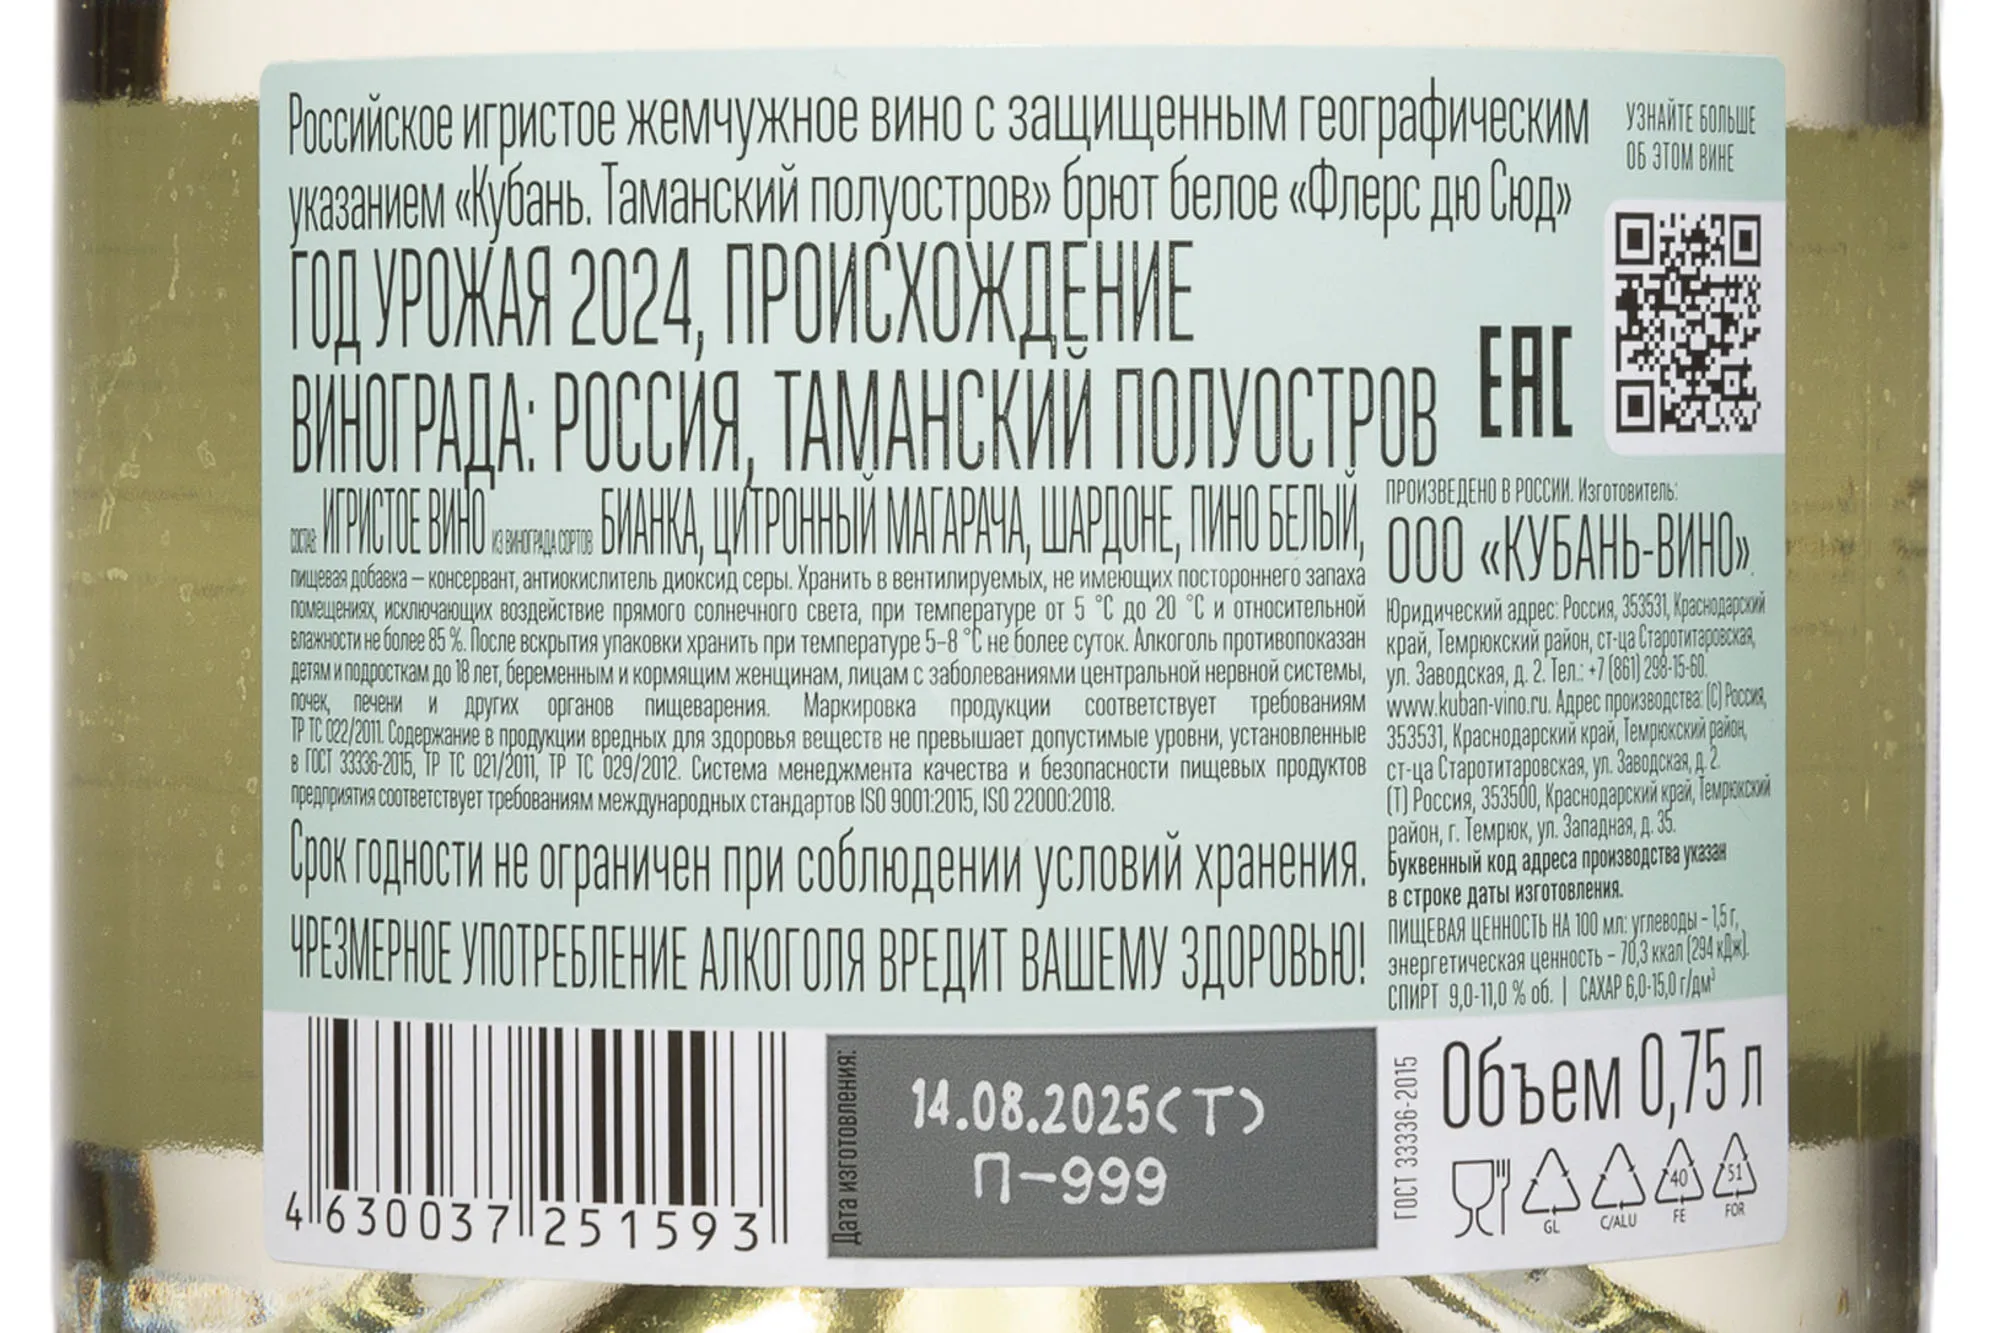 Российское игристое жемчужное вино с защищенным географическим
указанием «Кубань. Таманский полуостров» брют белое «Флерс дю Сюд»
ГОД УРОЖАЯ 2024, ПРОИСХОЖДЕНИЕ
ВИНОГРАДА: РОССИЯ, ТАМАНСКИЙ ПОЛУОСТРОВ
СОСТАВ: ИГРИСТОЕ ВИНО ИЗ ВИНОГРАДА СОРТОВ БИАНКА, ЦИТРОННЫЙ МАГАРАЧА, ШАРДОНЕ, ПИНО БЕЛЫЙ,
пищевая добавка – консервант, антиокислитель диоксид серы. Хранить в вентилируемых, не имеющих постороннего запаха
помещениях, исключающих воздействие прямого солнечного света, при температуре от 5 °С до 20 °С и относительной
влажности не более 85 %. После вскрытия упаковки хранить при температуре 5–8 °С не более суток. Алкоголь противопоказан
детям и подросткам до 18 лет, беременным и кормящим женщинам, лицам с заболеваниями центральной нервной системы,
почек, печени и других органов пищеварения. Маркировка продукции соответствует требованиям
ТР ТС 022/2011. Содержание в продукции вредных для здоровья веществ не превышает допустимые уровни, установленные
в ГОСТ 33336-2015, ТР ТС 021/2011, ТР ТС 029/2012. Система менеджмента качества и безопасности пищевых продуктов
предприятия соответствует требованиям международных стандартов ISO 9001:2015, ISO 22000:2018.
Срок годности не ограничен при соблюдении условий хранения.
ЧРЕЗМЕРНОЕ УПОТРЕБЛЕНИЕ АЛКОГОЛЯ ВРЕДИТ ВАШЕМУ ЗДОРОВЬЮ!
УЗНАЙТЕ БОЛЬШЕ
ОБ ЭТОМ ВИНЕ
ЕАС
ПРОИЗВЕДЕНО В РОССИИ. Изготовитель:
ООО «КУБАНЬ-ВИНО».
Юридический адрес: Россия, 353531, Краснодарский
край, Темрюкский район, ст-ца Старотитаровская,
ул. Заводская, д. 2. Тел.: +7 (861) 298-15-60.
www.kuban-vino.ru. Адрес производства: (С) Россия,
353531, Краснодарский край, Темрюкский район,
ст-ца Старотитаровская, ул. Заводская, д. 2.
(Т) Россия, 353500, Краснодарский край, Темрюкский
район, г. Темрюк, ул. Западная, д. 35.
Буквенный код адреса производства указан
в строке даты изготовления.
ПИЩЕВАЯ ЦЕННОСТЬ НА 100 мл: углеводы – 1,5 г,
энергетическая ценность – 70,3 ккал (294 кДж).
СПИРТ 9,0-11,0 % об. | САХАР 6,0-15,0 г/дм³
4 630037 251593
Дата изготовления:
14.08.2025(Т)
П-999
ГОСТ 33336-2015
Объем 0,75 л
GL
C/ALU
40
FE
51
FOR